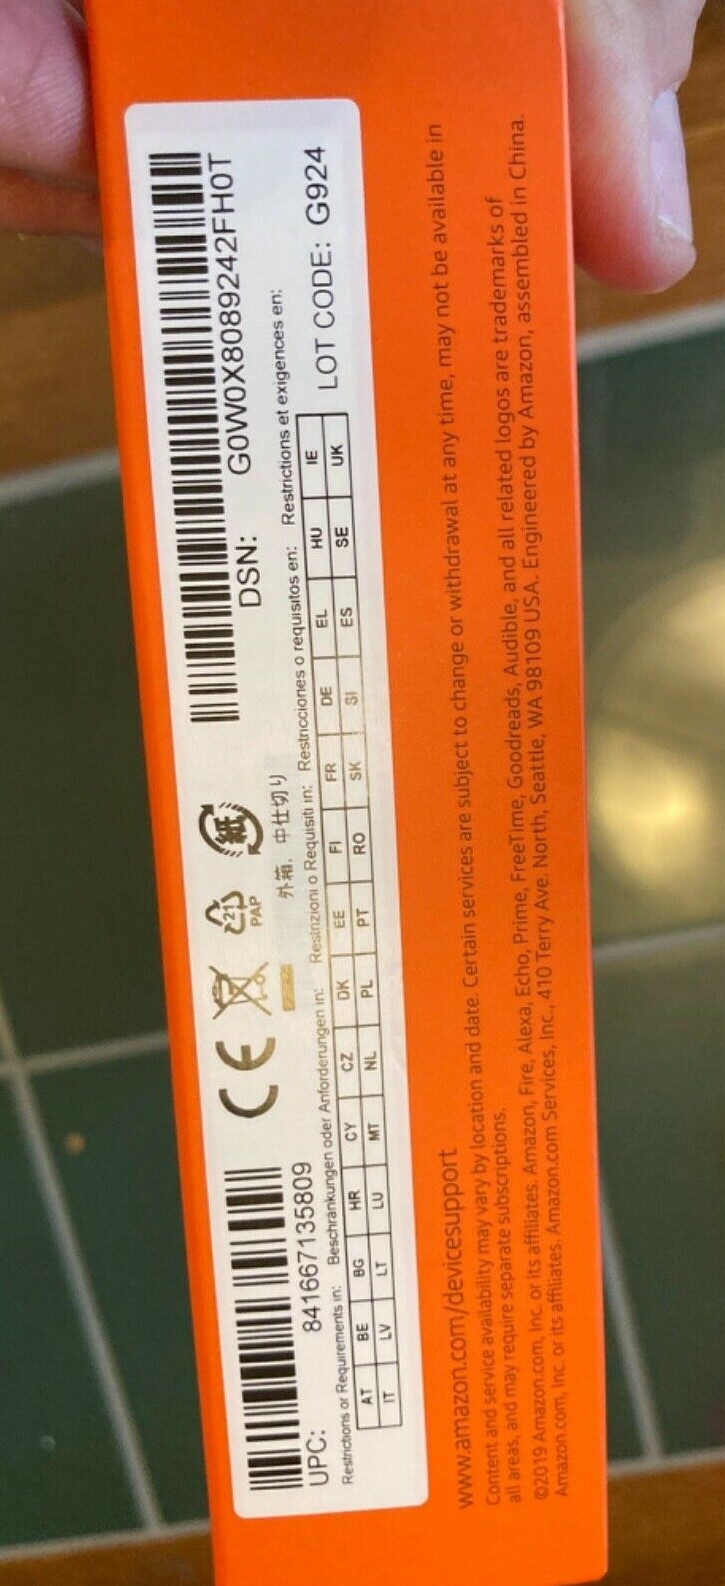 DSN: G0W0X8089242FH0T
UPC: 841667135809
21
PAP
紙
外箱, 中仕切り
Restrictions or Requirements in: Beschränkungen oder Anforderungen in: Restrizioni o Requisiti in: Restricciones o requisitos en: Restrictions et exigences en:
AT BE BG HR CY CZ DK EE FI FR DE EL HU IE
IT LV LT LU MT NL PL PT RO SK SI ES SE UK
LOT CODE: G924
www.amazon.com/devicesupport
Content and service availability may vary by location and date. Certain services are subject to change or withdrawal at any time, may not be available in
all areas, and may require separate subscriptions.
©2019 Amazon.com, Inc. or its affiliates. Amazon, Fire, Alexa, Echo, Prime, FreeTime, Goodreads, Audible, and all related logos are trademarks of
Amazon.com, Inc. or its affiliates. Amazon.com Services, Inc., 410 Terry Ave. North, Seattle, WA 98109 USA. Engineered by Amazon, assembled in China.